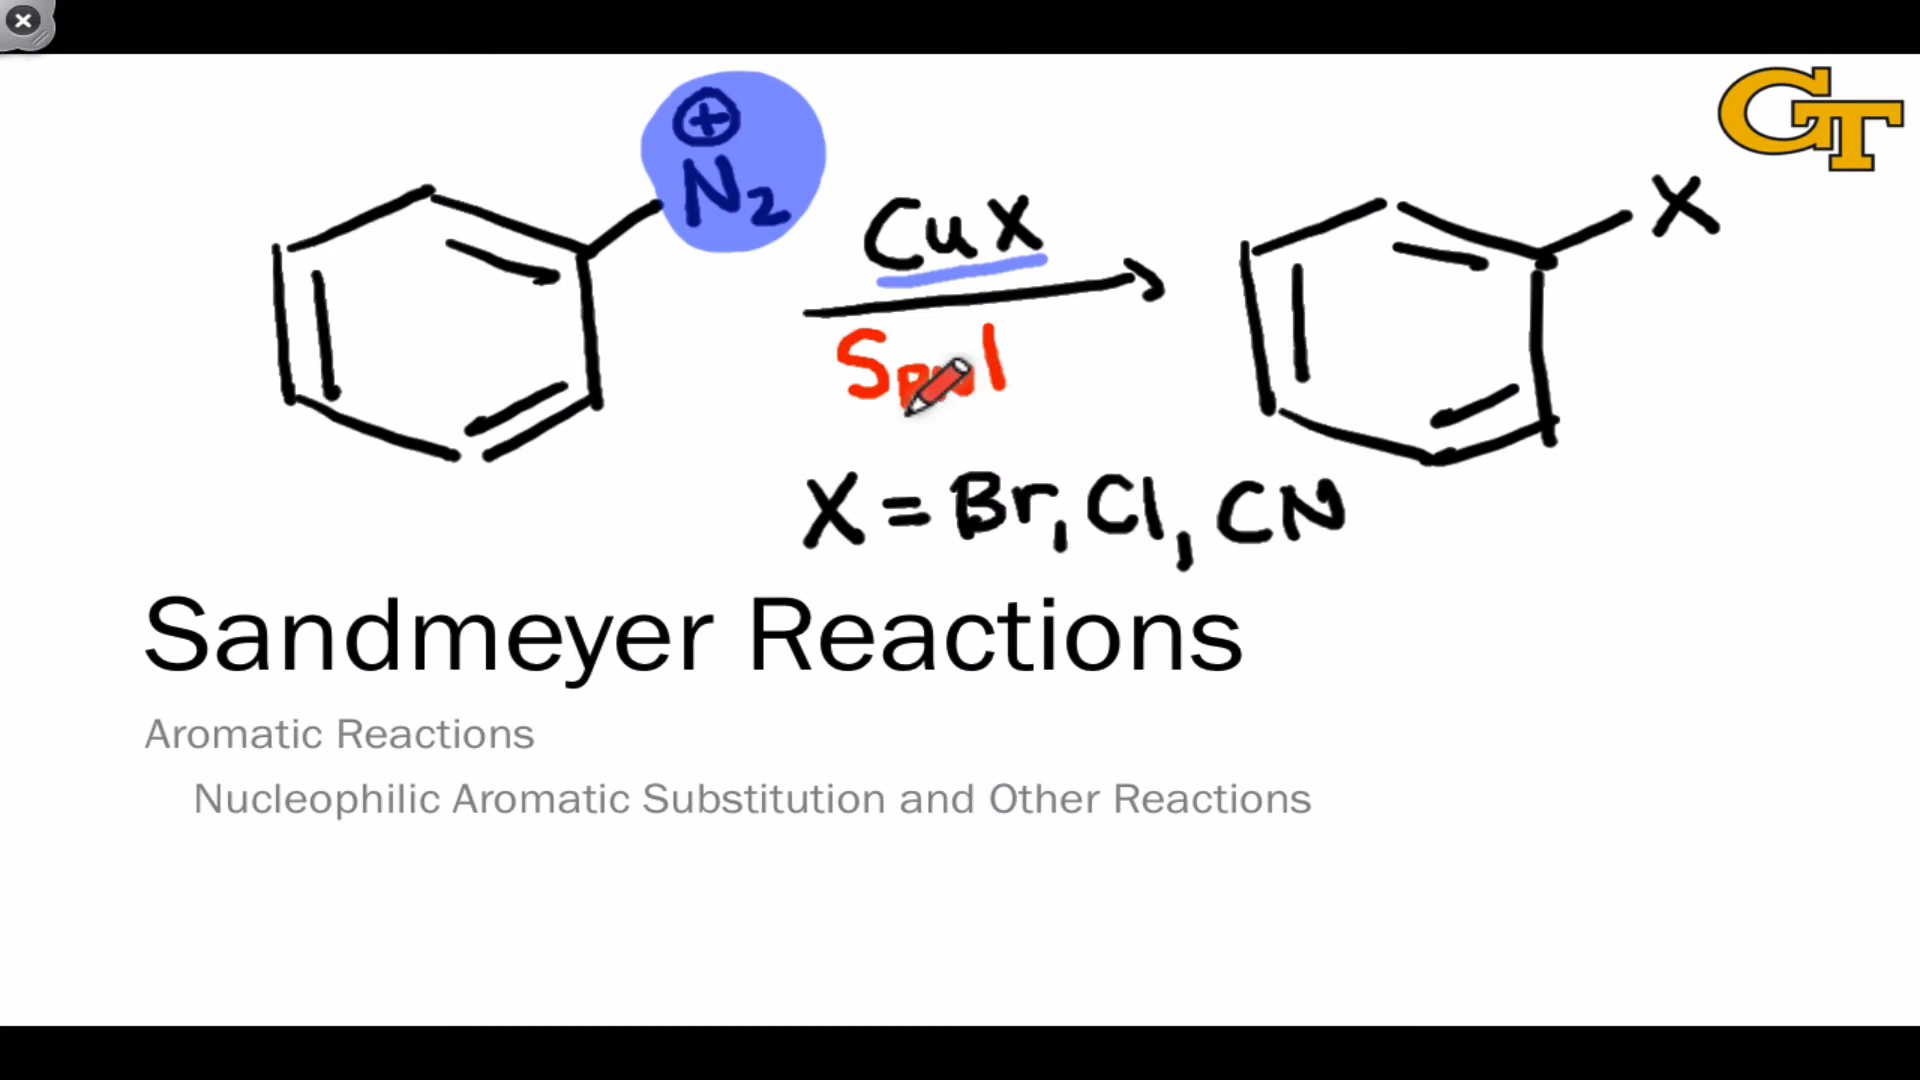 GT
⊕
N₂
CuX
X
X = Br, Cl, CN
Sandmeyer Reactions
Aromatic Reactions
Nucleophilic Aromatic Substitution and Other Reactions